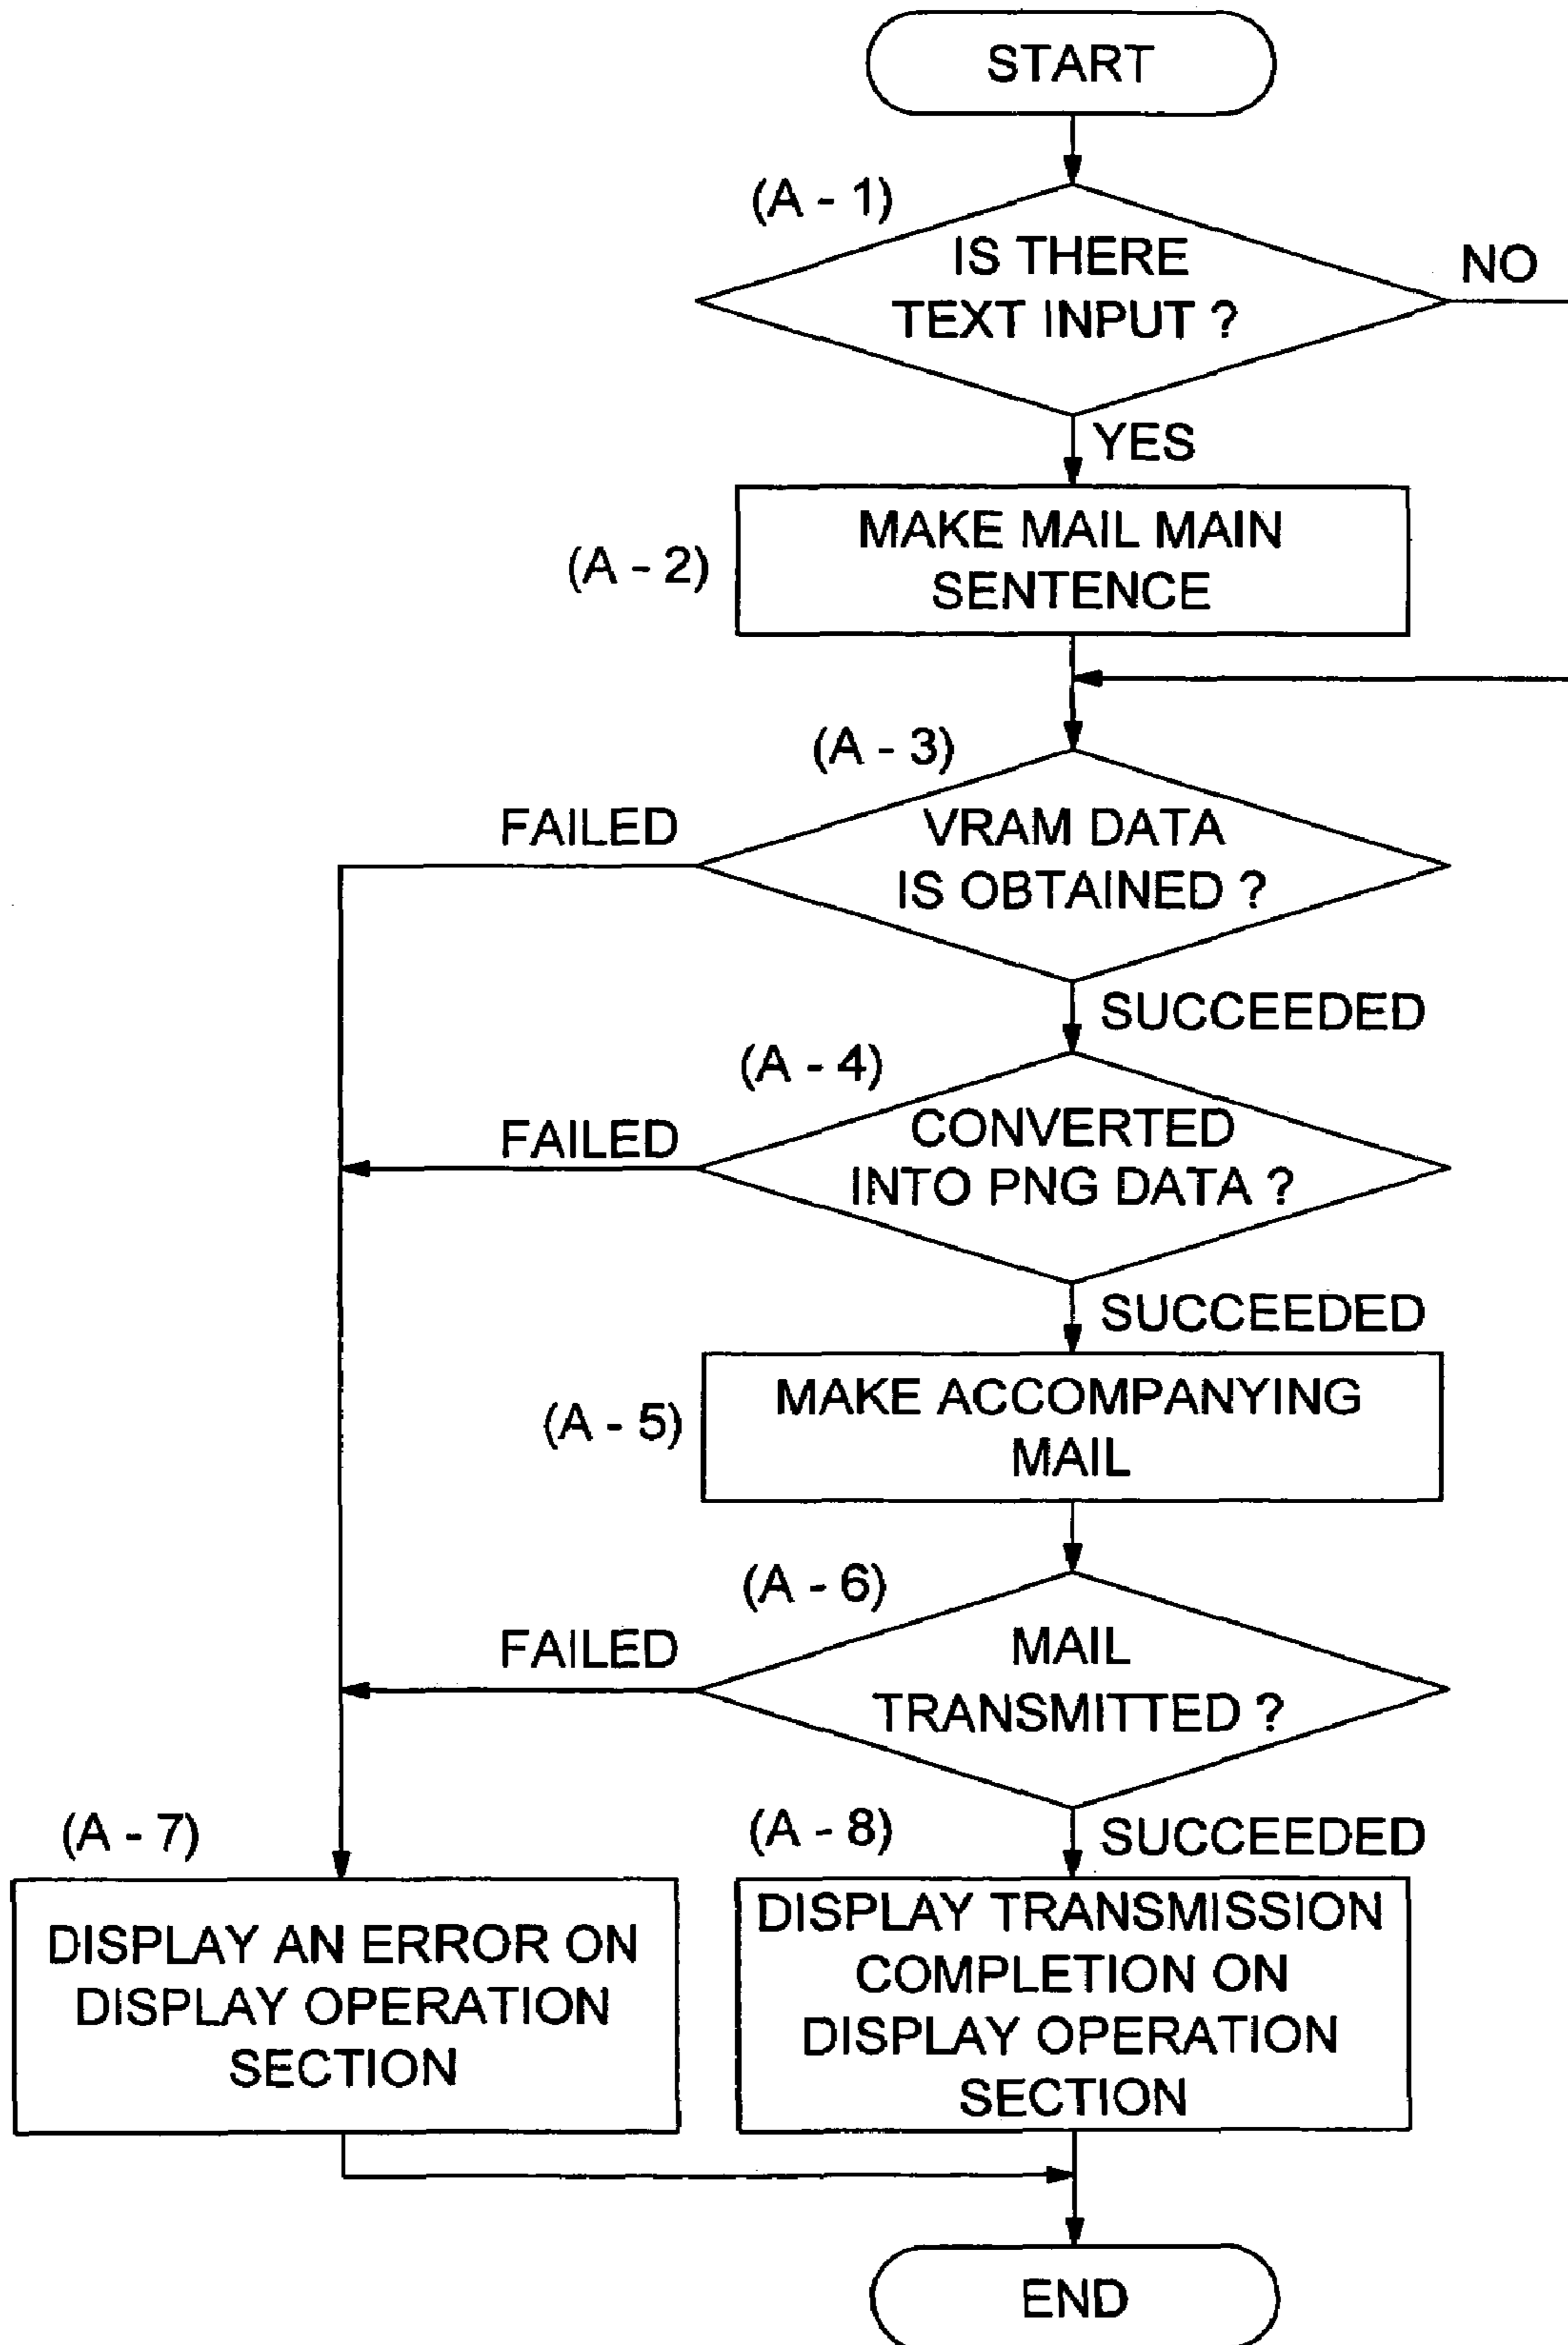 START
(A - 1)
IS THERE
TEXT INPUT ?
NO
YES
(A - 2)
MAKE MAIL MAIN
SENTENCE
(A - 3)
FAILED
VRAM DATA
IS OBTAINED ?
SUCCEEDED
(A - 4)
FAILED
CONVERTED
INTO PNG DATA ?
SUCCEEDED
(A - 5)
MAKE ACCOMPANYING
MAIL
(A - 6)
FAILED
MAIL
TRANSMITTED ?
SUCCEEDED
(A - 7)
DISPLAY AN ERROR ON
DISPLAY OPERATION
SECTION
(A - 8)
DISPLAY TRANSMISSION
COMPLETION ON
DISPLAY OPERATION
SECTION
END